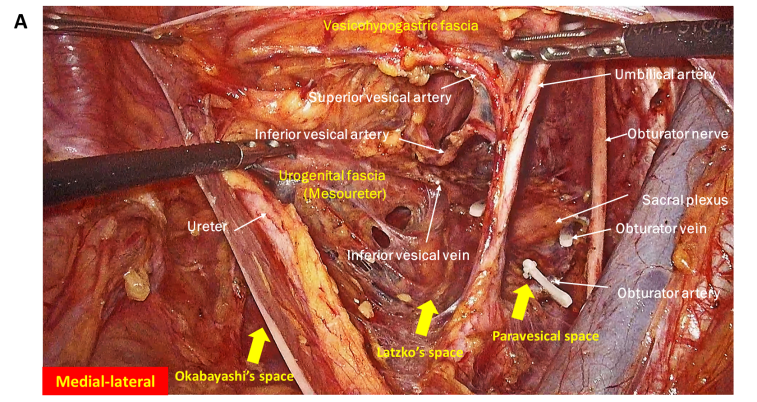 A
Vesicohypogastric fascia
Umbilical artery
Superior vesical artery
Inferior vesical artery
Obturator nerve
Urogenital fascia
(Mesoureter)
Sacral plexus
Ureter
Obturator vein
Inferior vesical vein
Obturator artery
Paravesical space
Latzko's space
Okabayashi's space
Medial-lateral